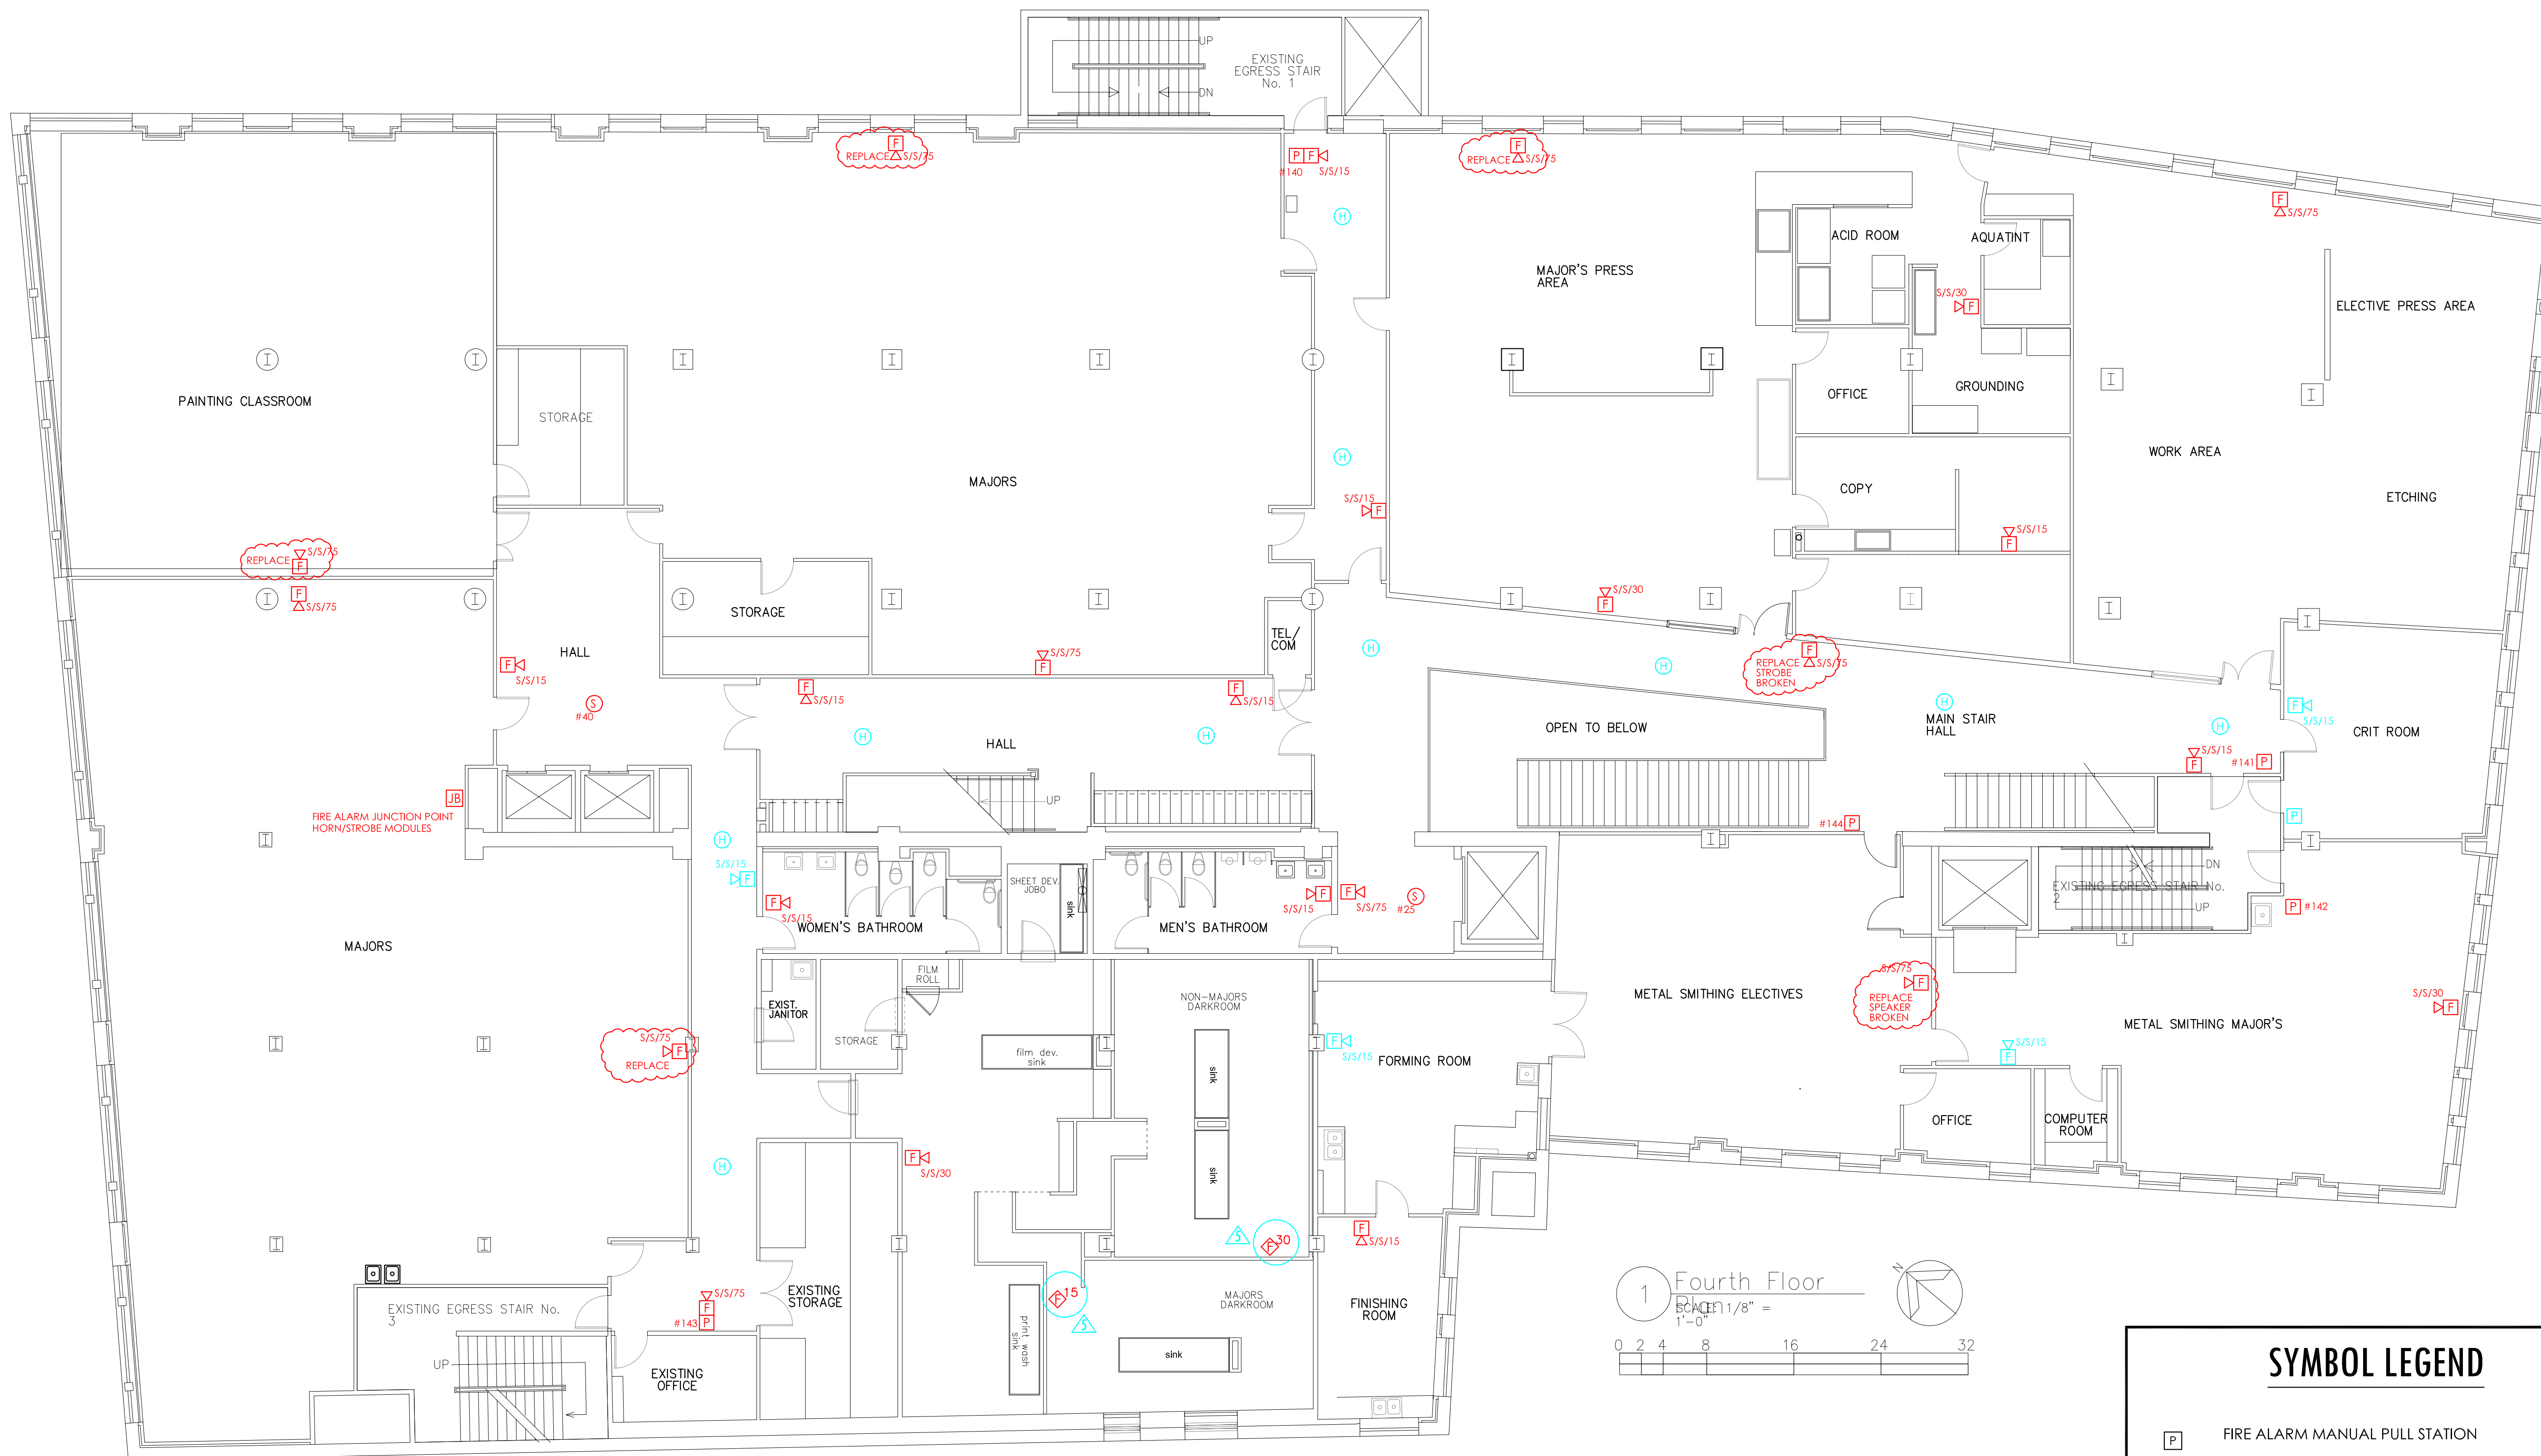 UP
EXISTING
EGRESS STAIR
No. 1
DN
F
REPLACE S/S/75
P F
#140 S/S/15
F
REPLACE S/S/75
H
F
S/S/75
ACID ROOM
AQUATINT
MAJOR'S PRESS
AREA
S/S/30
F
ELECTIVE PRESS AREA
I I I I I I I I I I I
PAINTING CLASSROOM
STORAGE
OFFICE
GROUNDING
WORK AREA
H
MAJORS
COPY
ETCHING
S/S/15
F
S/S/15
F
REPLACE S/S/75
F
F
S/S/75
I I I I I I I I I I I
STORAGE
S/S/30
F
TEL/
COM
HALL
H
S/S/75
F
F
S/S/15
F
REPLACE S/S/75
STROBE
BROKEN
H
F
S/S/15
F
S/S/15
S
#40
H
MAIN STAIR
HALL
F
S/S/15
H
OPEN TO BELOW
CRIT ROOM
HALL
H
H
S/S/15
F
#141 P
JB
FIRE ALARM JUNCTION POINT
HORN/STROBE MODULES
UP
P
#144 P
I I I
H
S/S/15
F
SHEET DEV.
JOBO
sink
DN
EXISTING EGRESS STAIR No.
2
UP
F
S/S/15
WOMEN'S BATHROOM
MEN'S BATHROOM
S/S/15
F
F
S/S/75
S
#25
P #142
I
MAJORS
FILM
ROLL
NON-MAJORS
DARKROOM
S/S/75
F
REPLACE
SPEAKER
BROKEN
METAL SMITHING ELECTIVES
S/S/30
F
METAL SMITHING MAJOR'S
EXIST.
JANITOR
STORAGE
S/S/75
F
REPLACE
I I I I I
film dev.
sink
sink
F
S/S/15
FORMING ROOM
S/S/15
F
OFFICE
COMPUTER
ROOM
F
S/S/30
H
sink
I I I I I I
5
F 30
F
S/S/15
EXISTING EGRESS STAIR No.
3
S/S/75
F
#143 P
EXISTING
STORAGE
F 15
5
MAJORS
DARKROOM
FINISHING
ROOM
print wash
sink
sink
UP
EXISTING
OFFICE
1
Fourth Floor
Plan
SCALE: 1/8" =
1'-0"
N
0 2 4 8 16 24 32
SYMBOL LEGEND
P FIRE ALARM MANUAL PULL STATION